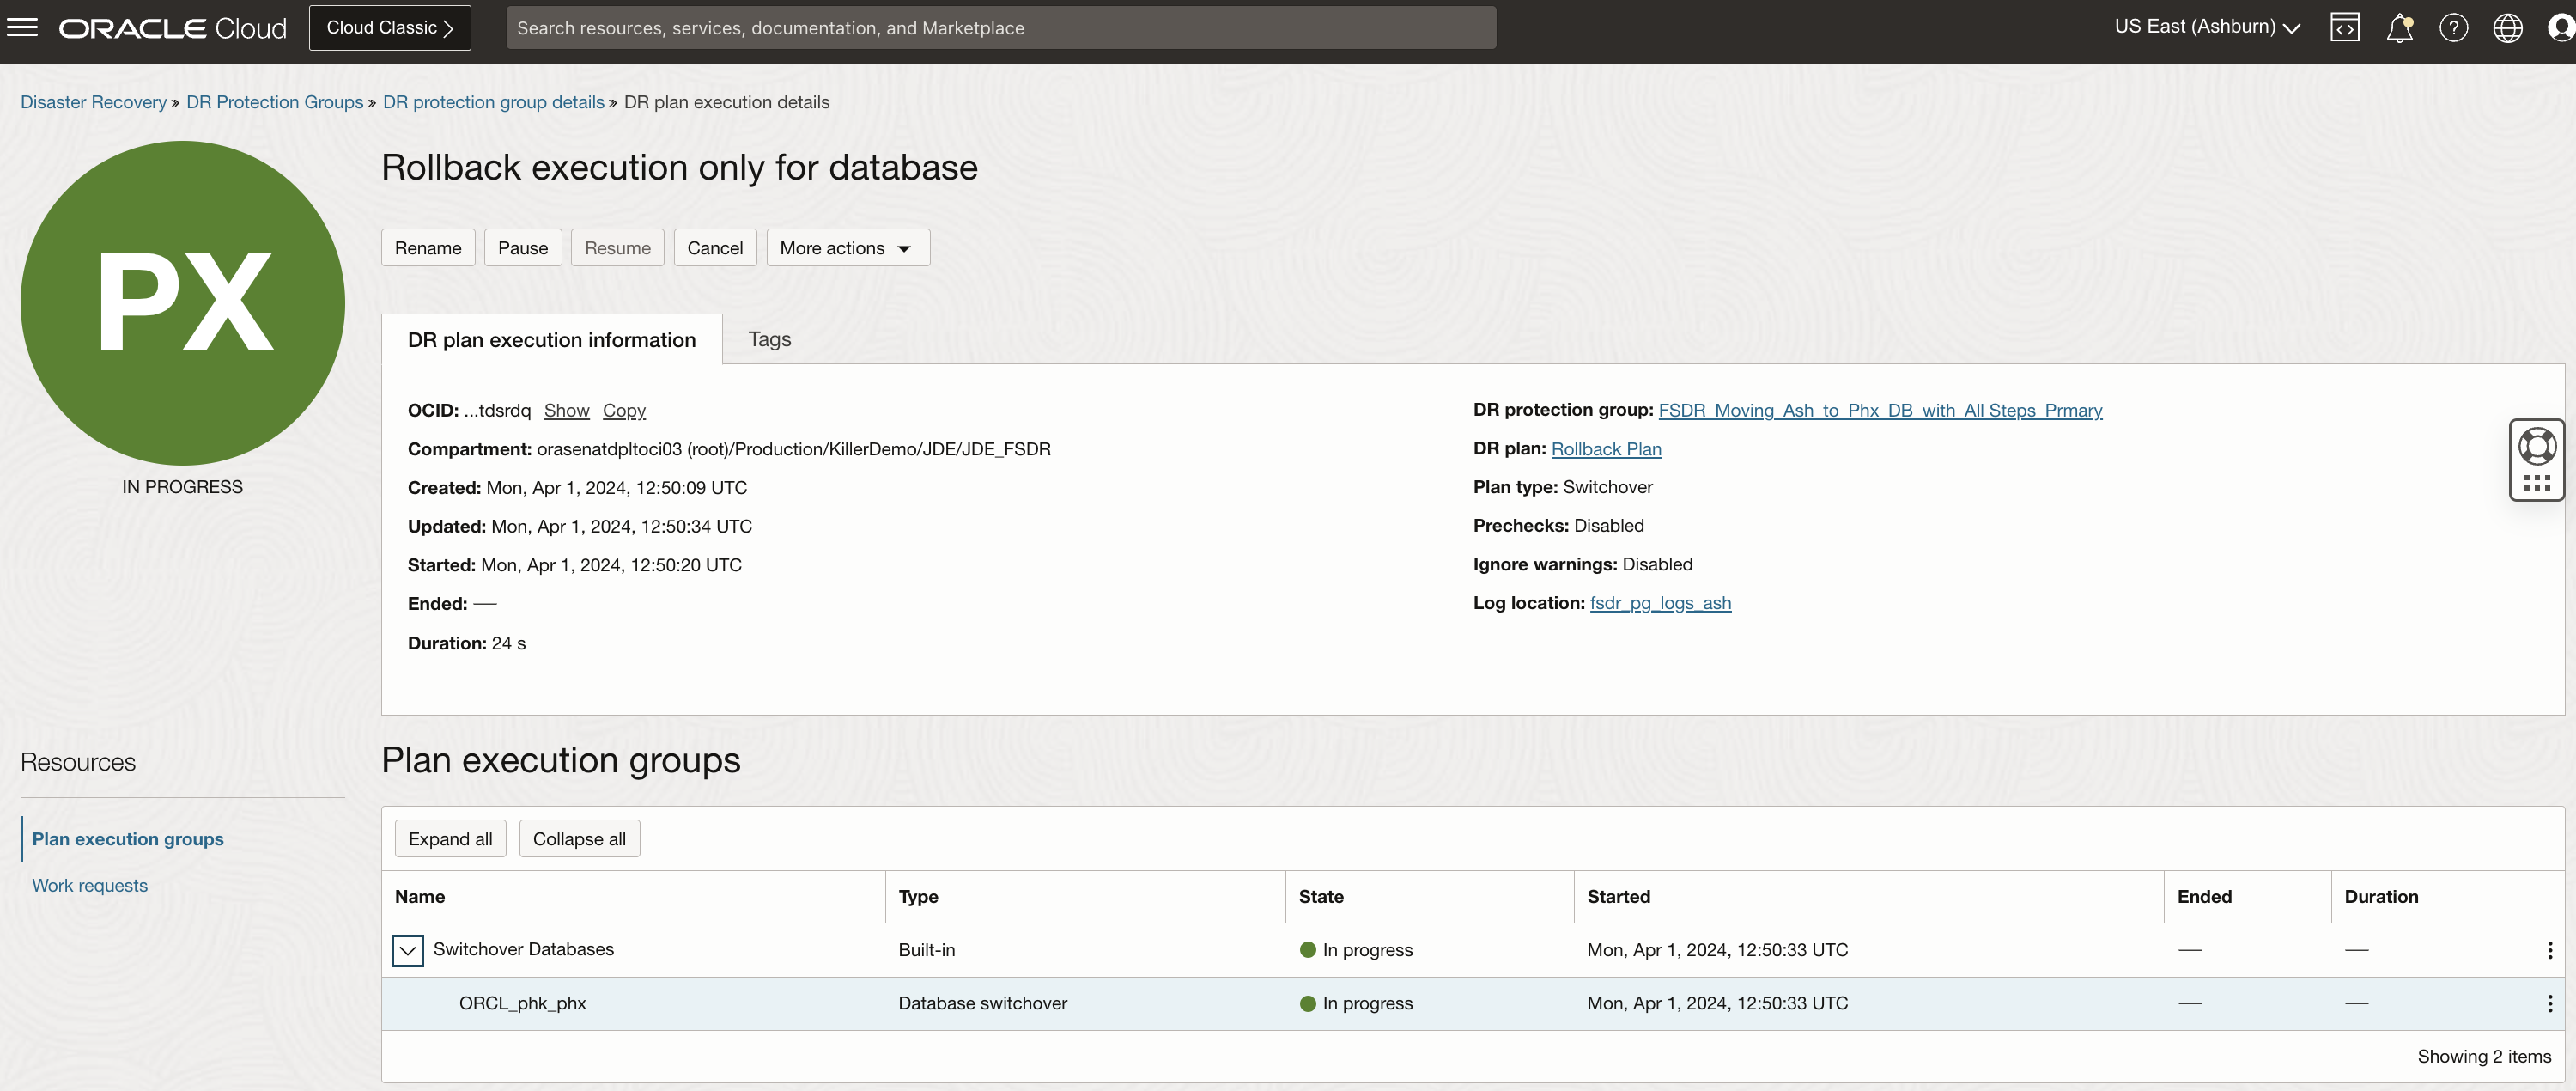 ORACLE Cloud
Cloud Classic
Search resources, services, documentation, and Marketplace
US East (Ashburn)
Disaster Recovery » DR Protection Groups » DR protection group details » DR plan execution details
PX
IN PROGRESS
Rollback execution only for database
Rename
Pause
Resume
Cancel
More actions
DR plan execution information
Tags
OCID: ...tdsrdq Show Copy
Compartment: orasenatdpltoci03 (root)/Production/KillerDemo/JDE/JDE_FSDR
Created: Mon, Apr 1, 2024, 12:50:09 UTC
Updated: Mon, Apr 1, 2024, 12:50:34 UTC
Started: Mon, Apr 1, 2024, 12:50:20 UTC
Ended: —
Duration: 24 s
DR protection group: FSDR_Moving_Ash_to_Phx_DB_with_All Steps_Prmary
DR plan: Rollback Plan
Plan type: Switchover
Prechecks: Disabled
Ignore warnings: Disabled
Log location: fsdr_pg_logs_ash
Resources
Plan execution groups
Work requests
Plan execution groups
Expand all
Collapse all
Name Type State Started Ended Duration
Switchover Databases Built-in In progress Mon, Apr 1, 2024, 12:50:33 UTC — —
ORCL_phk_phx Database switchover In progress Mon, Apr 1, 2024, 12:50:33 UTC — —
Showing 2 items